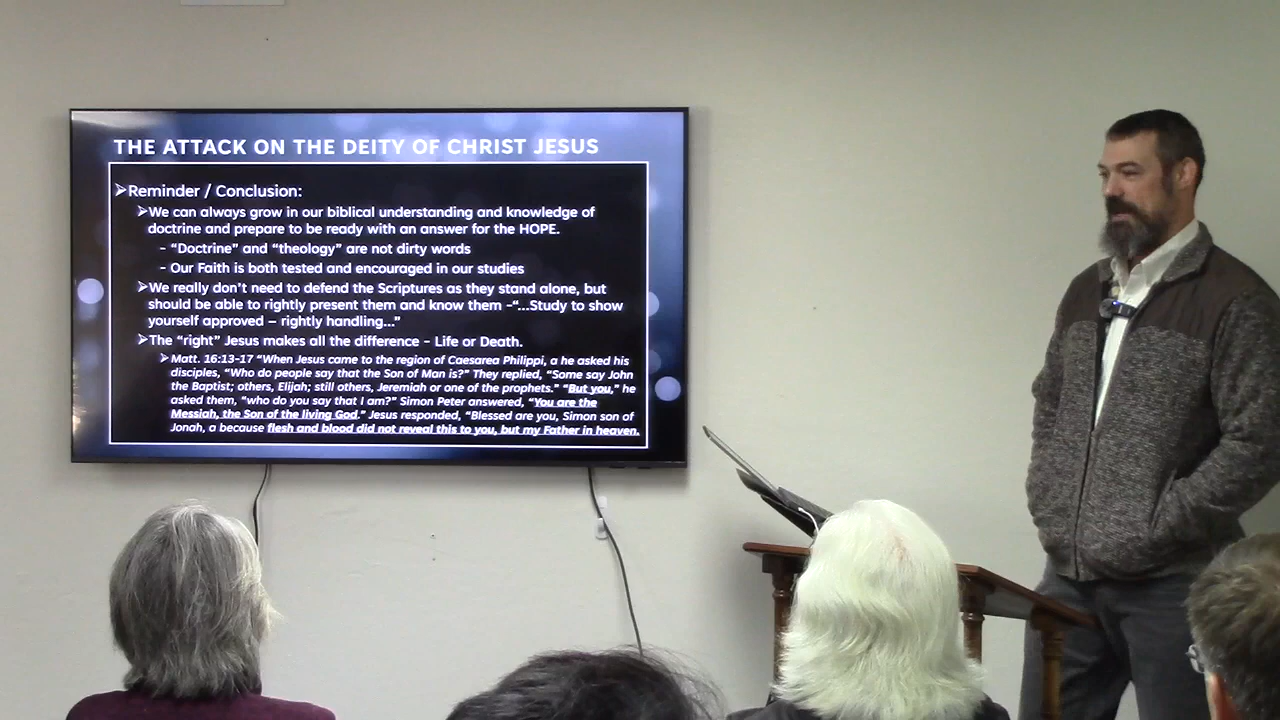 THE ATTACK ON THE DEITY OF CHRIST JESUS
➢Reminder / Conclusion:
➢We can always grow in our biblical understanding and knowledge of
doctrine and prepare to be ready with an answer for the HOPE.
- “Doctrine” and “theology” are not dirty words
- Our Faith is both tested and encouraged in our studies
➢We really don’t need to defend the Scriptures as they stand alone, but
should be able to rightly present them and know them -“...Study to show
yourself approved – rightly handling...”
➢The “right” Jesus makes all the difference - Life or Death.
➢Matt. 16:13-17 “When Jesus came to the region of Caesarea Philippi, a he asked his
disciples, “Who do people say that the Son of Man is?” They replied, “Some say John
the Baptist; others, Elijah; still others, Jeremiah or one of the prophets.” “But you,” he
asked them, “who do you say that I am?” Simon Peter answered, “You are the
Messiah, the Son of the living God.” Jesus responded, “Blessed are you, Simon son of
Jonah, a because flesh and blood did not reveal this to you, but my Father in heaven.